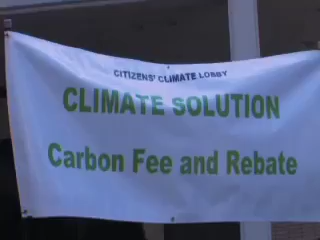 CITIZENS' CLIMATE LOBBY
CLIMATE SOLUTION
Carbon Fee and Rebate